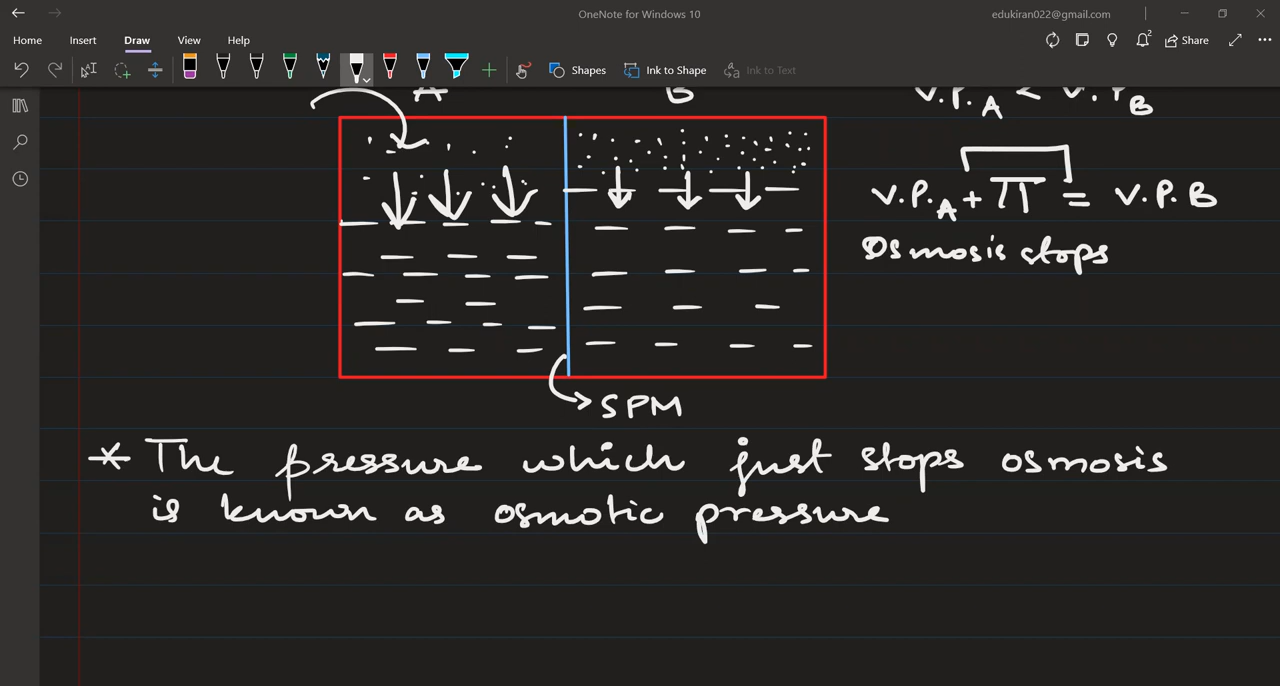 OneNote for Windows 10
edukiran022@gmail.com
Home Insert Draw View Help
Share
Shapes
Ink to Shape
Ink to Text
A B
V.P.A < V.P.B
V.P.A + π = V.P.B
Osmosis stops
SPM
* The pressure which just stops osmosis
is known as osmotic pressure